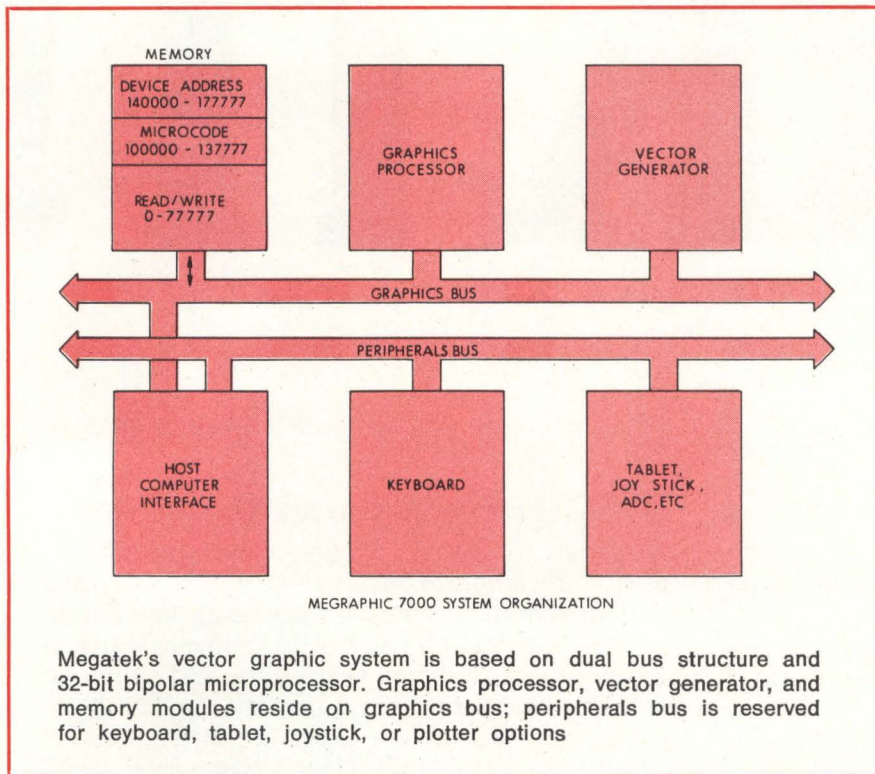 MEMORY
DEVICE ADDRESS
140000 - 177777
MICROCODE
100000 - 137777
READ/WRITE
0-77777
GRAPHICS
PROCESSOR
VECTOR
GENERATOR
GRAPHICS BUS
PERIPHERALS BUS
HOST
COMPUTER
INTERFACE
KEYBOARD
TABLET,
JOY STICK,
ADC,ETC
MEGRAPHIC 7000 SYSTEM ORGANIZATION
Megatek's vector graphic system is based on dual bus structure and
32-bit bipolar microprocessor. Graphics processor, vector generator, and
memory modules reside on graphics bus; peripherals bus is reserved
for keyboard, tablet, joystick, or plotter options